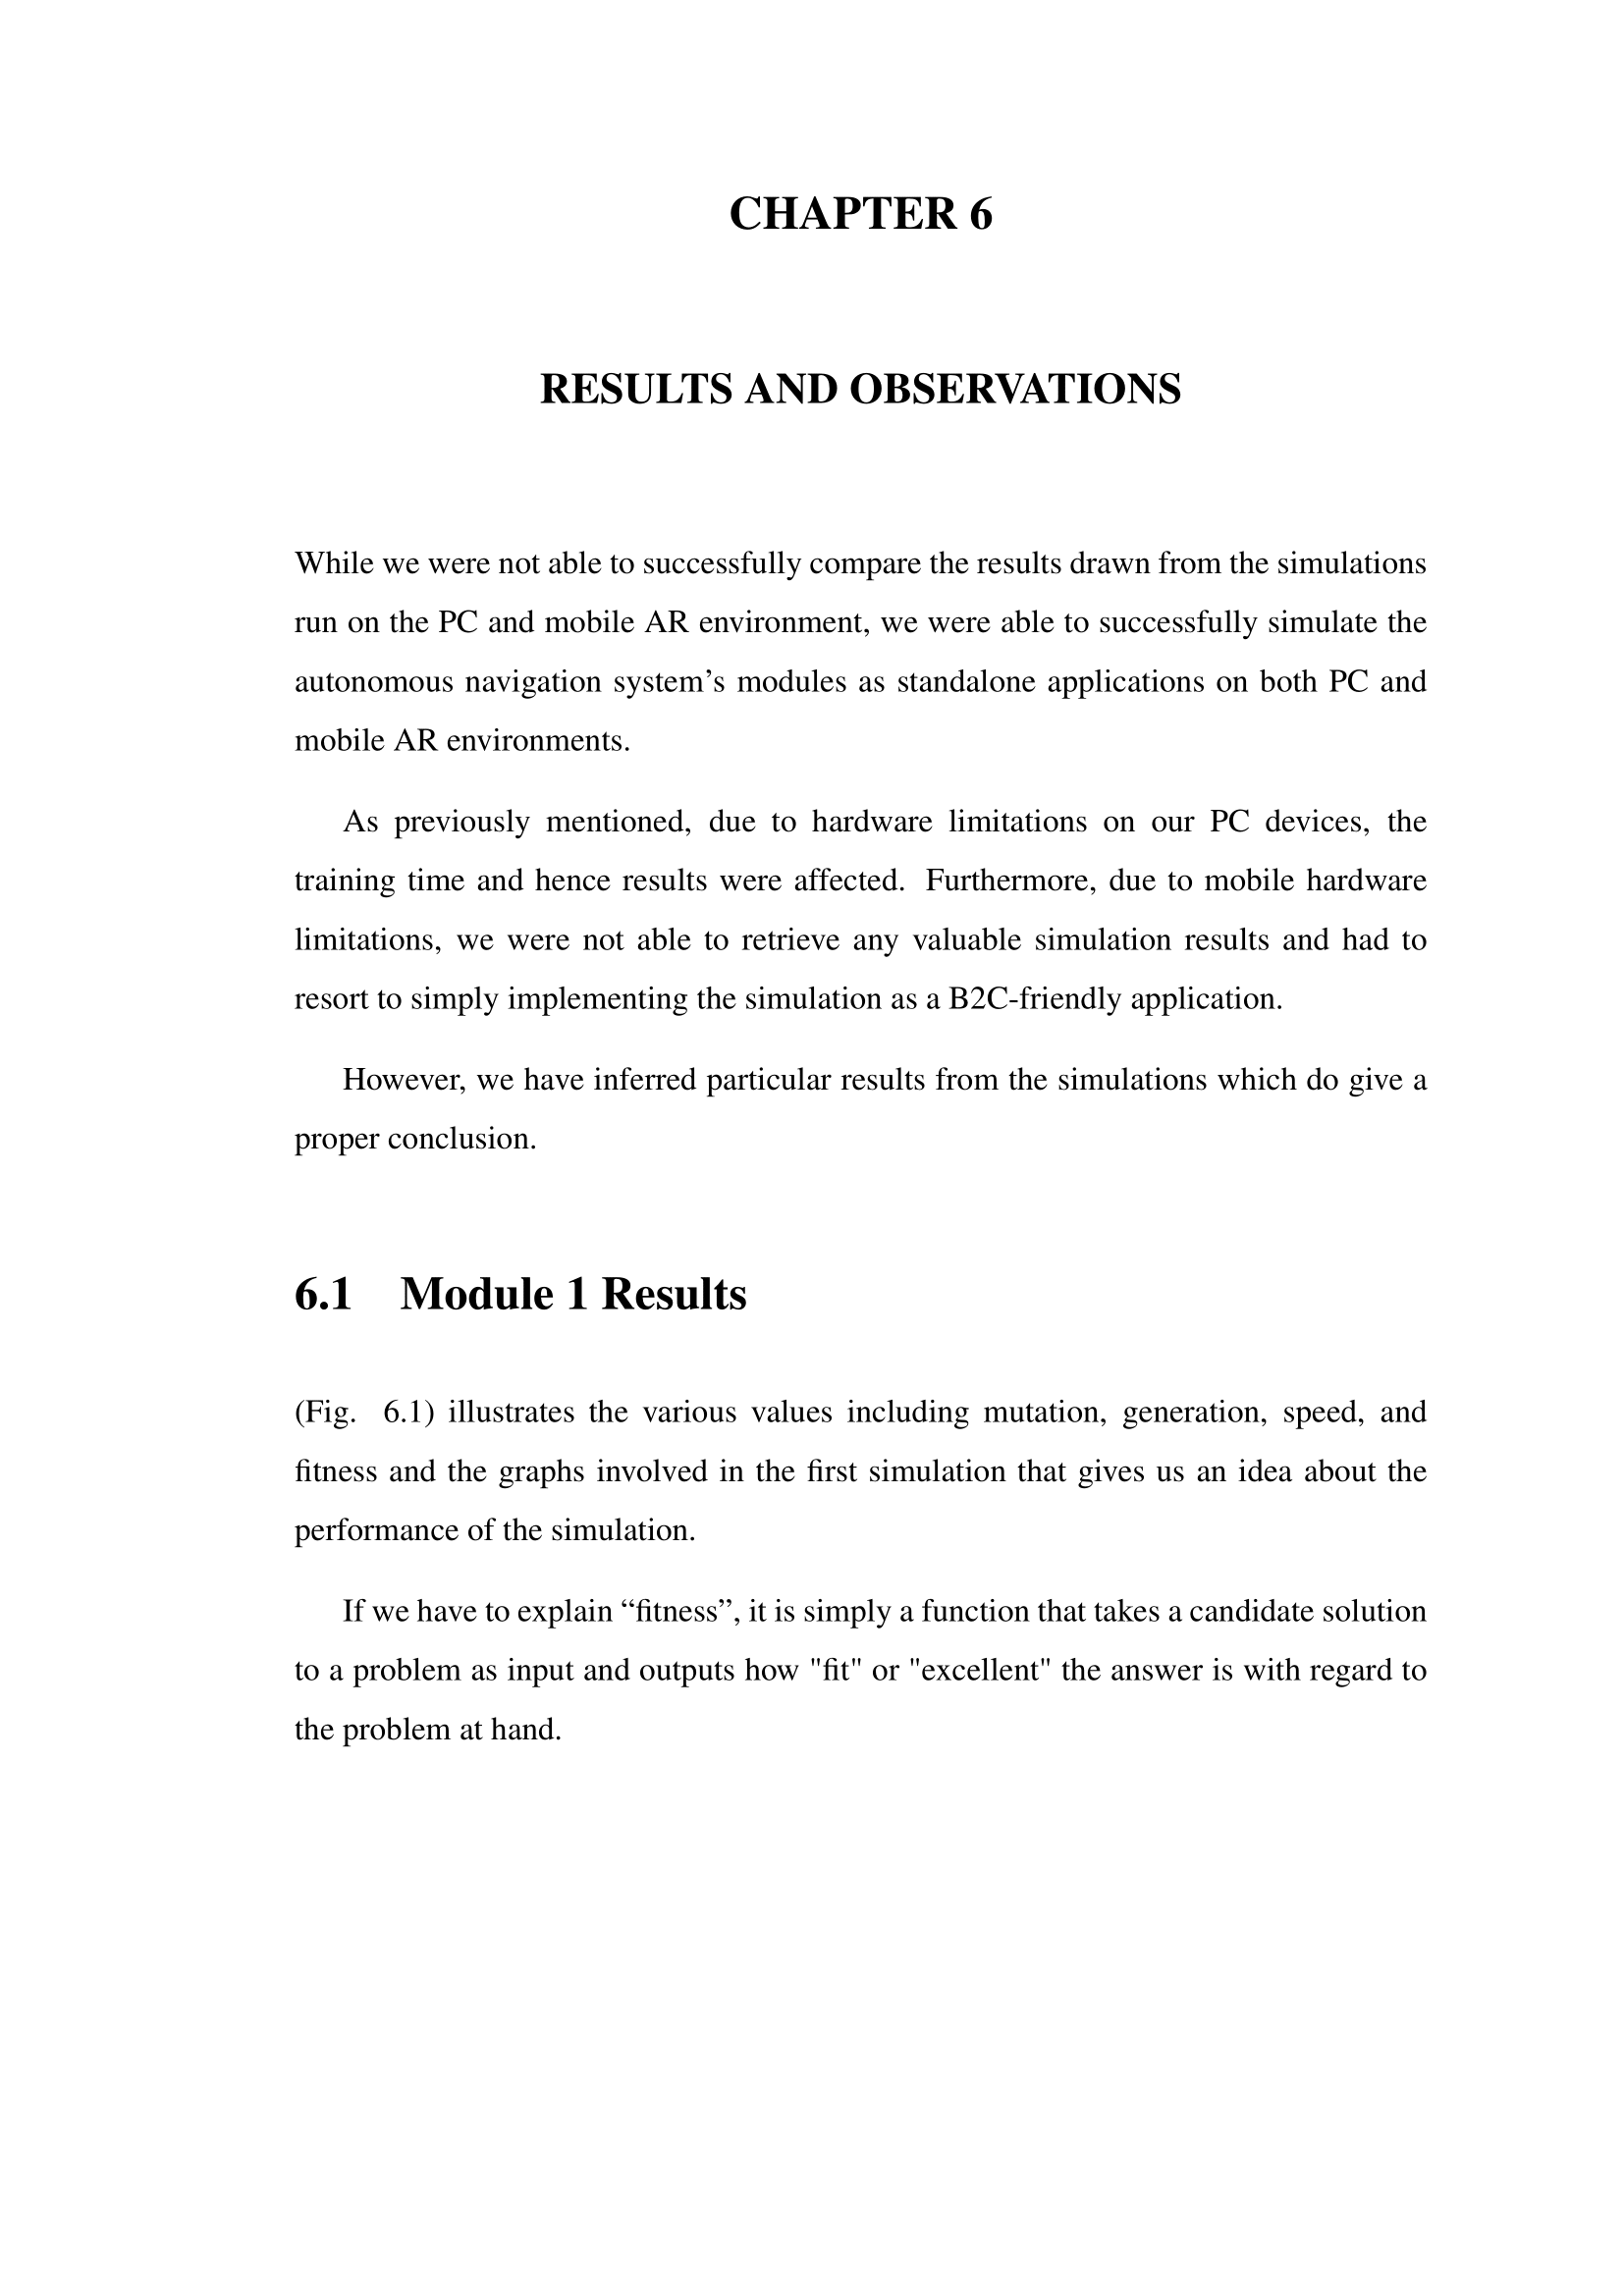 CHAPTER 6
RESULTS AND OBSERVATIONS
While we were not able to successfully compare the results drawn from the simulations
run on the PC and mobile AR environment, we were able to successfully simulate the
autonomous navigation system’s modules as standalone applications on both PC and
mobile AR environments.
As previously mentioned, due to hardware limitations on our PC devices, the
training time and hence results were affected. Furthermore, due to mobile hardware
limitations, we were not able to retrieve any valuable simulation results and had to
resort to simply implementing the simulation as a B2C-friendly application.
However, we have inferred particular results from the simulations which do give a
proper conclusion.
6.1 Module 1 Results
(Fig. 6.1) illustrates the various values including mutation, generation, speed, and
fitness and the graphs involved in the first simulation that gives us an idea about the
performance of the simulation.
If we have to explain “fitness”, it is simply a function that takes a candidate solution
to a problem as input and outputs how "fit" or "excellent" the answer is with regard to
the problem at hand.